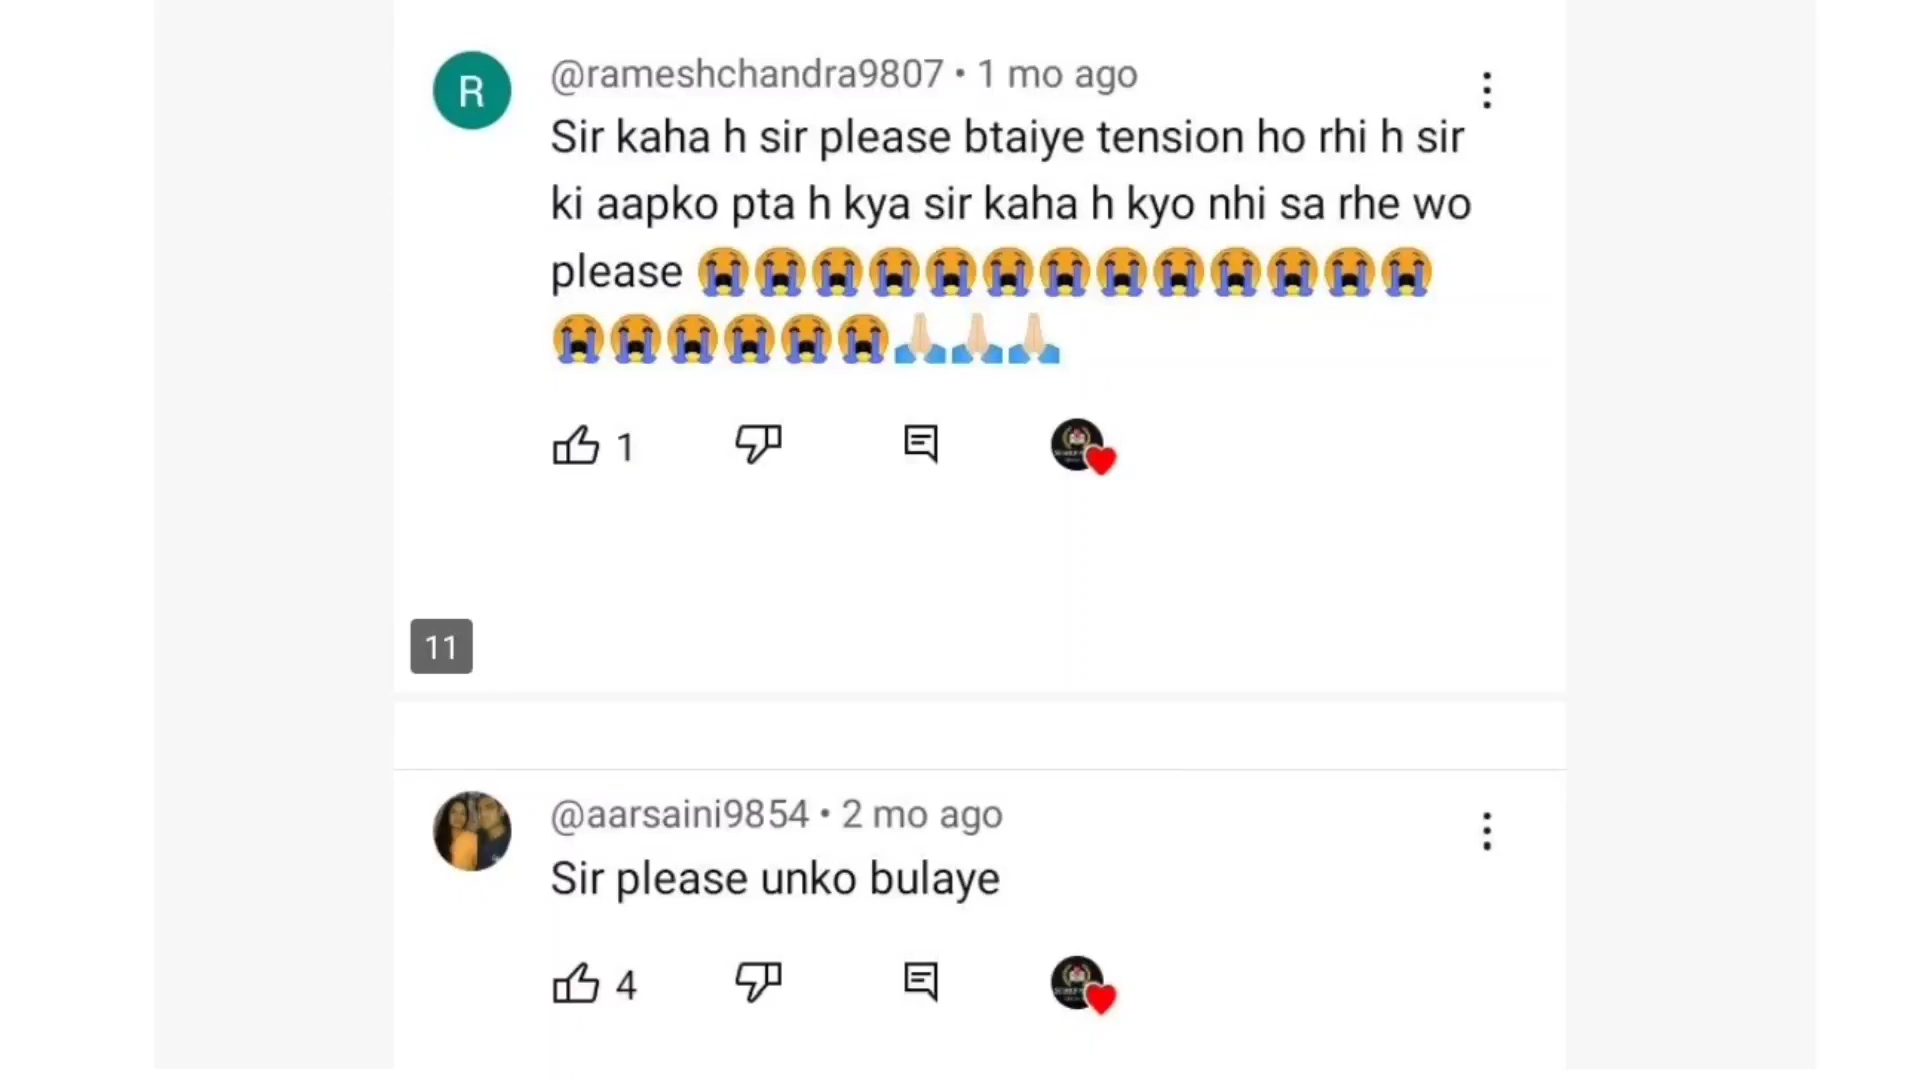 R
@rameshchandra9807 • 1 mo ago
Sir kaha h sir please btaiye tension ho rhi h sir
ki aapko pta h kya sir kaha h kyo nhi sa rhe wo
please 😭😭😭😭😭😭😭😭😭😭😭😭😭
😭😭😭😭😭😭🙏🏻🙏🏻🙏🏻
1
11
@aarsaini9854 • 2 mo ago
Sir please unko bulaye
4